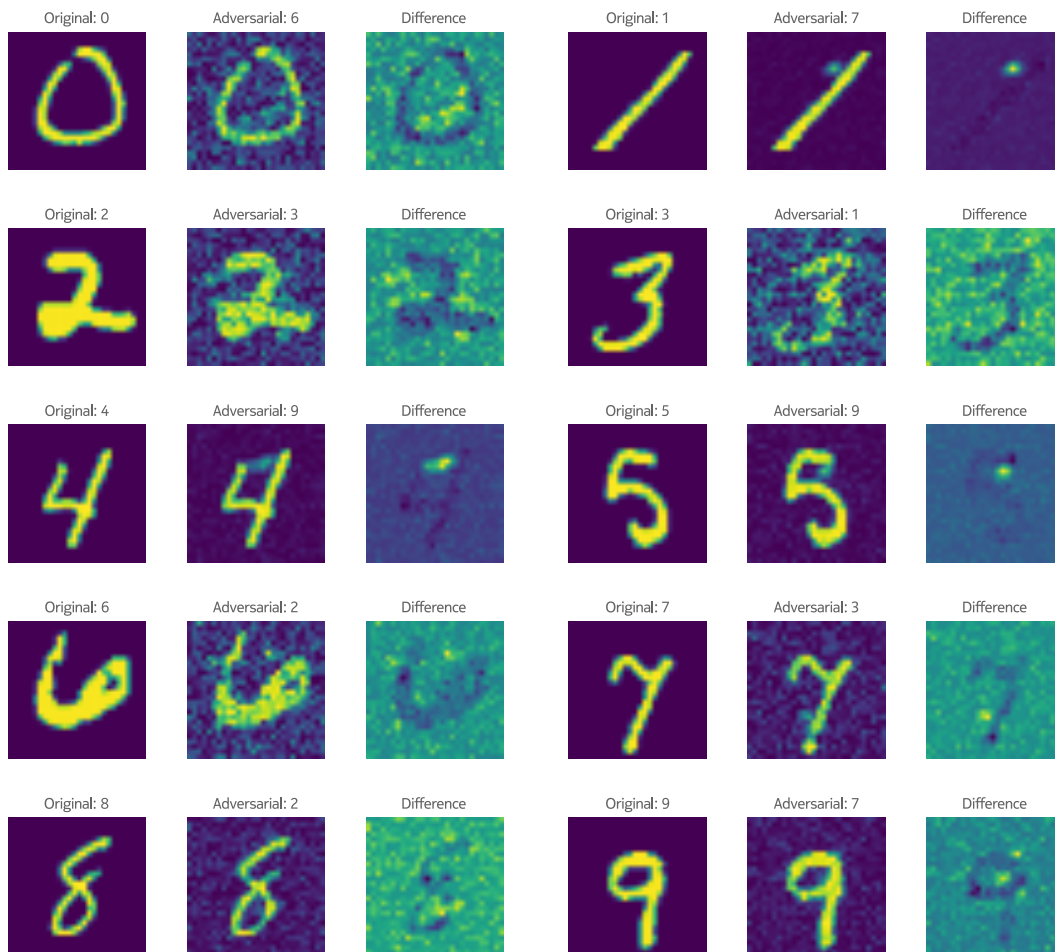 Original: 0 Adversarial: 6 Difference Original: 1 Adversarial: 7 Difference
Original: 2 Adversarial: 3 Difference Original: 3 Adversarial: 1 Difference
Original: 4 Adversarial: 9 Difference Original: 5 Adversarial: 9 Difference
Original: 6 Adversarial: 2 Difference Original: 7 Adversarial: 3 Difference
Original: 8 Adversarial: 2 Difference Original: 9 Adversarial: 7 Difference